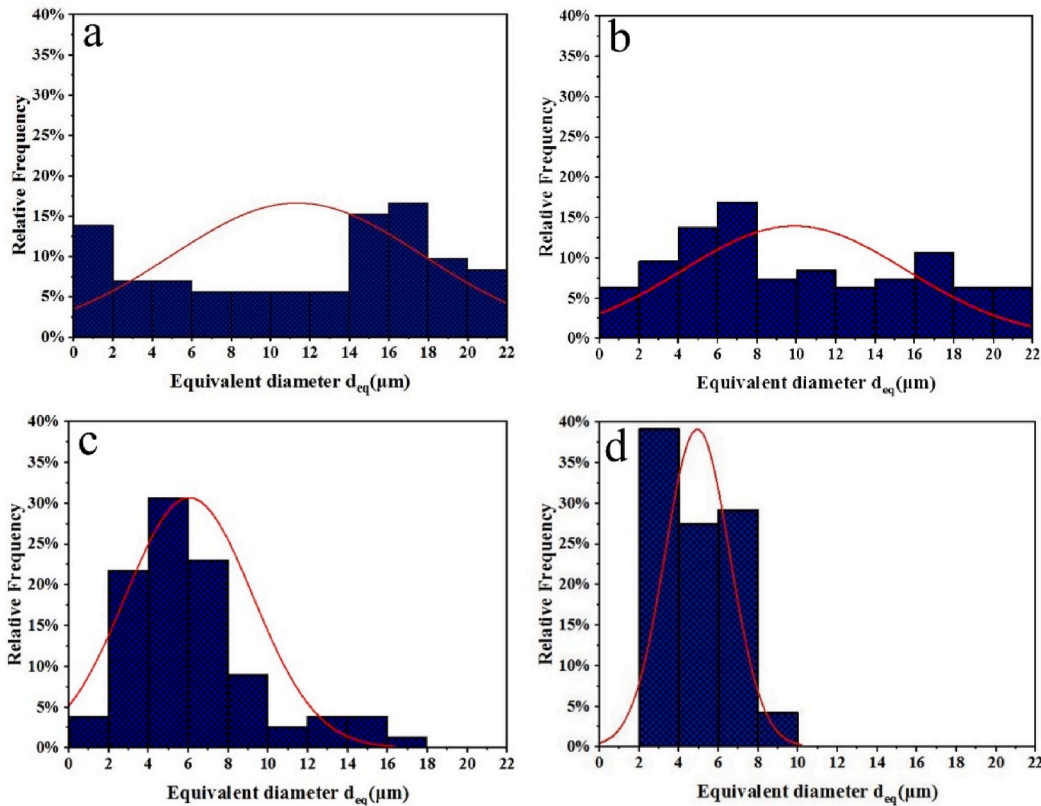 a
40%
35%
30%
25%
20%
15%
10%
5%
0%
Relative Frequency
0 2 4 6 8 10 12 14 16 18 20 22
Equivalent diameter deq(μm)
b
40%
35%
30%
25%
20%
15%
10%
5%
0%
Relative Frequency
0 2 4 6 8 10 12 14 16 18 20 22
Equivalent diameter deq(μm)
c
40%
35%
30%
25%
20%
15%
10%
5%
0%
Relative Frequency
0 2 4 6 8 10 12 14 16 18 20 22
Equivalent diameter deq(μm)
d
40%
35%
30%
25%
20%
15%
10%
5%
0%
Relative Frequency
0 2 4 6 8 10 12 14 16 18 20 22
Equivalent diameter deq(μm)